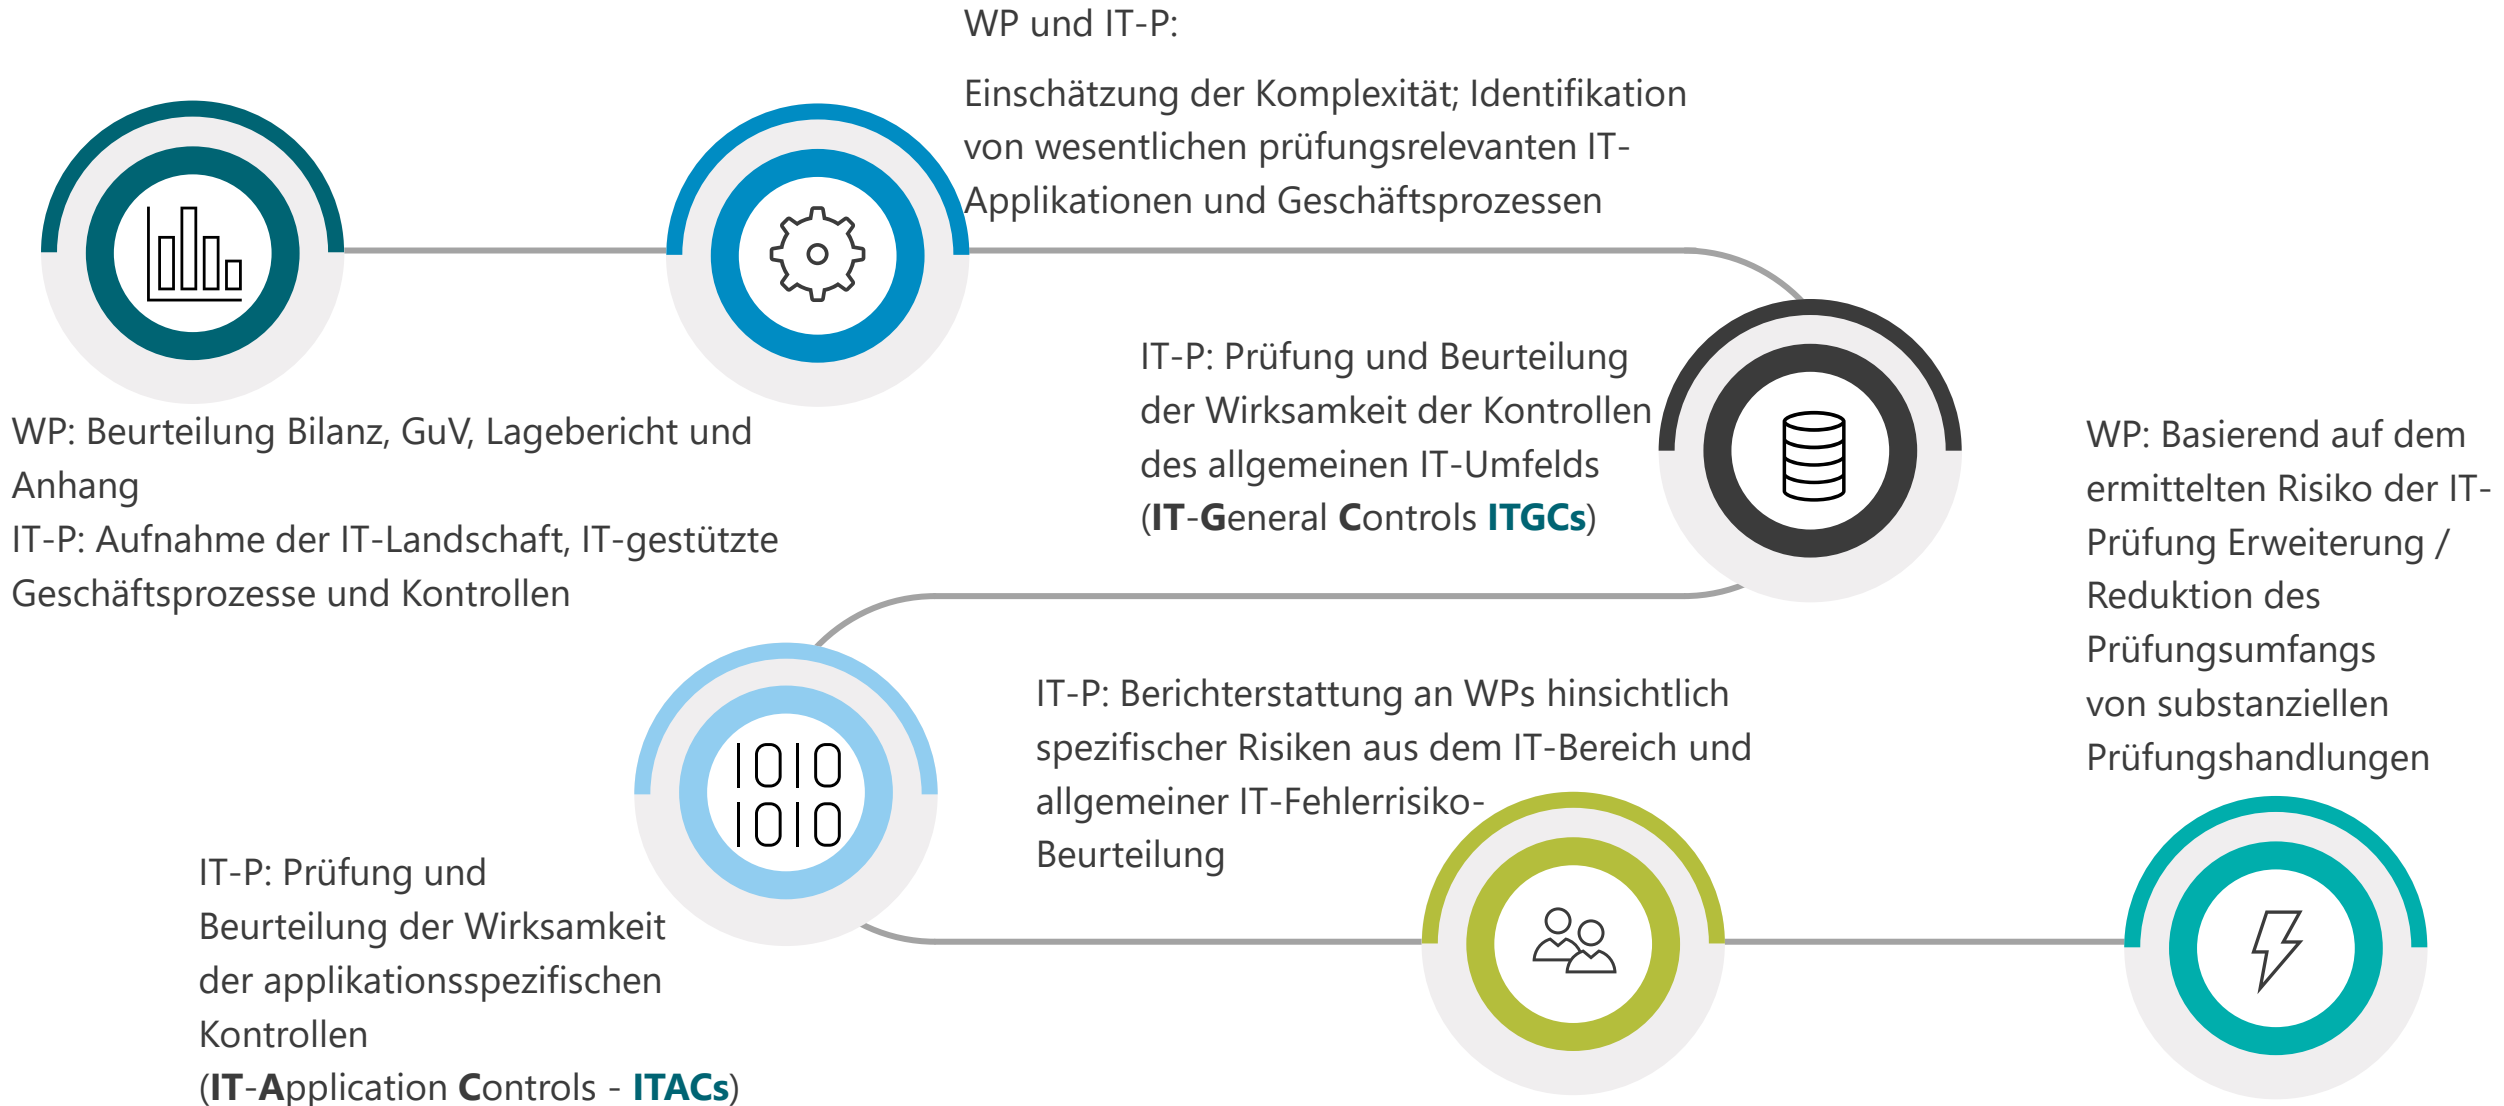 WP und IT-P:
Einschätzung der Komplexität; Identifikation
von wesentlichen prüfungsrelevanten IT-
Applikationen und Geschäftsprozessen
WP: Beurteilung Bilanz, GuV, Lagebericht und
Anhang
IT-P: Aufnahme der IT-Landschaft, IT-gestützte
Geschäftsprozesse und Kontrollen
IT-P: Prüfung und Beurteilung
der Wirksamkeit der Kontrollen
des allgemeinen IT-Umfelds
(IT-General Controls ITGCs)
IT-P: Prüfung und
Beurteilung der Wirksamkeit
der applikationsspezifischen
Kontrollen
(IT-Application Controls - ITACs)
IT-P: Berichterstattung an WPs hinsichtlich
spezifischer Risiken aus dem IT-Bereich und
allgemeiner IT-Fehlerrisiko-
Beurteilung
WP: Basierend auf dem
ermittelten Risiko der IT-
Prüfung Erweiterung /
Reduktion des
Prüfungsumfangs
von substanziellen
Prüfungshandlungen